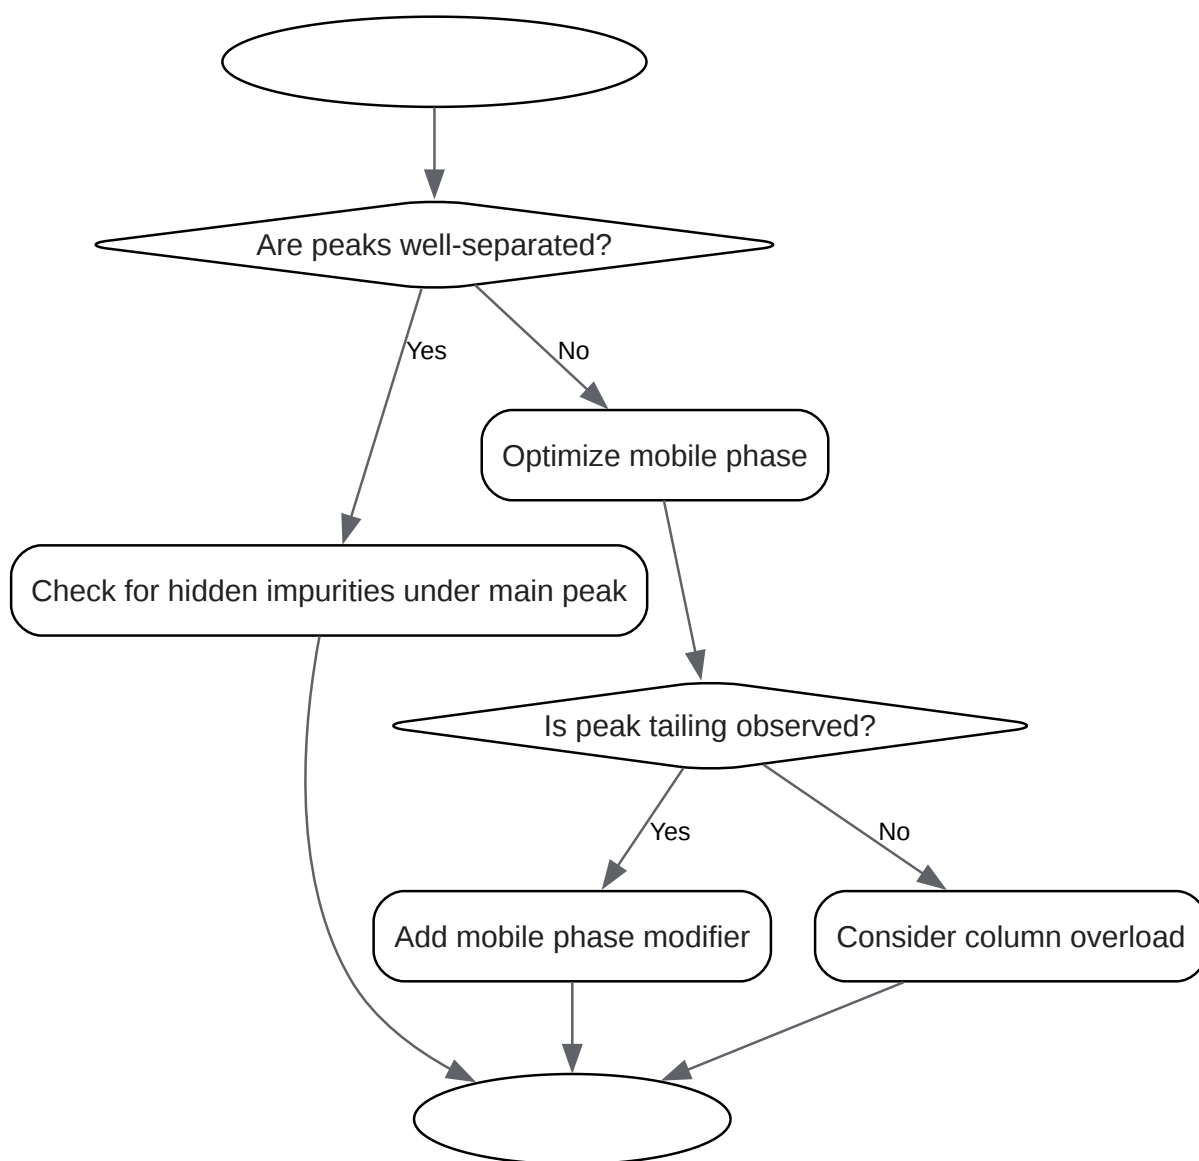 Are peaks well-separated?
Yes
No
Optimize mobile phase
Check for hidden impurities under main peak
Is peak tailing observed?
Yes
No
Add mobile phase modifier
Consider column overload